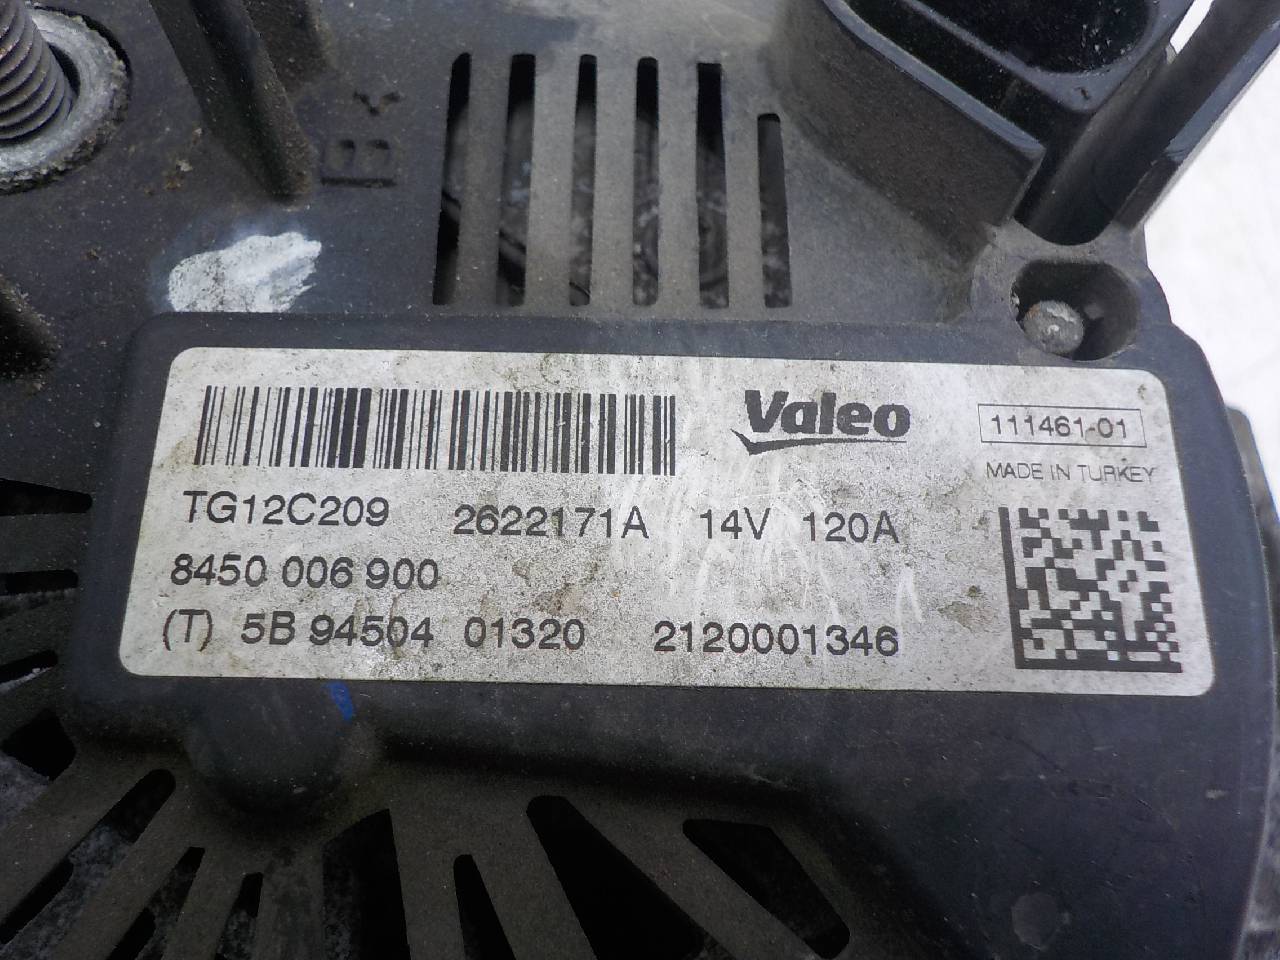 B+
Valeo
111461-01
MADE IN TURKEY
TG12C209 2622171A 14V 120A
8450 006 900
(T) 5B 94504 01320 2120001346